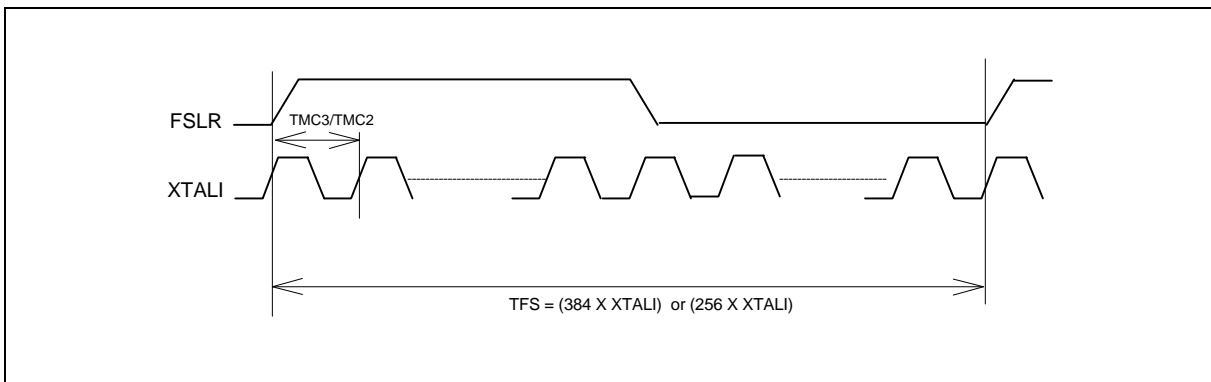 FSLR
TMC3/TMC2
XTALI
TFS = (384 X XTALI) or (256 X XTALI)